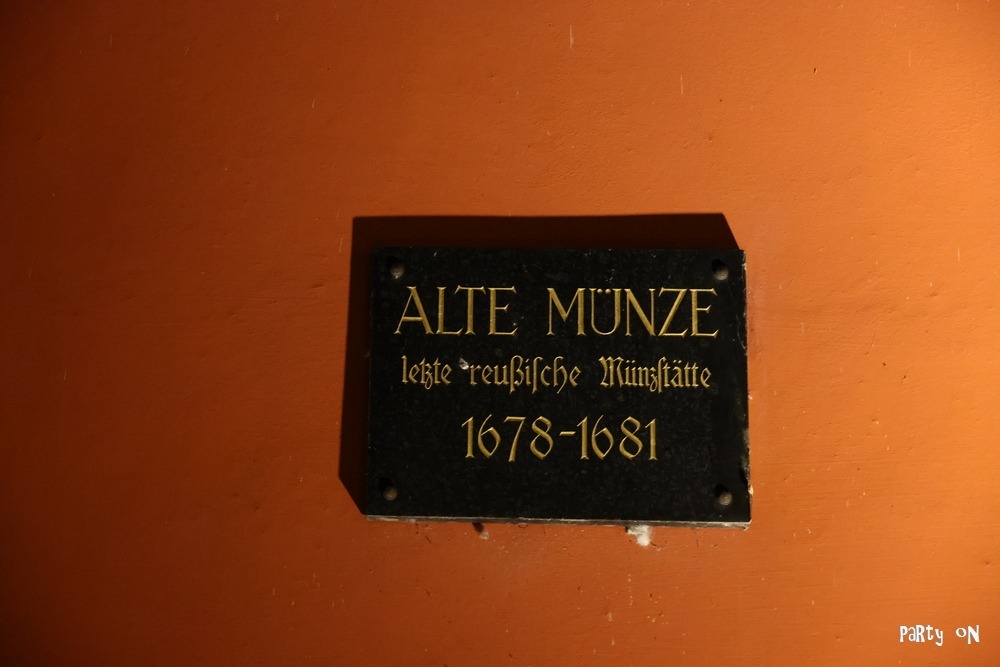 ALTE MÜNZE
letzte reußiſche Münzſtätte
1678-1681
PaRTy oN